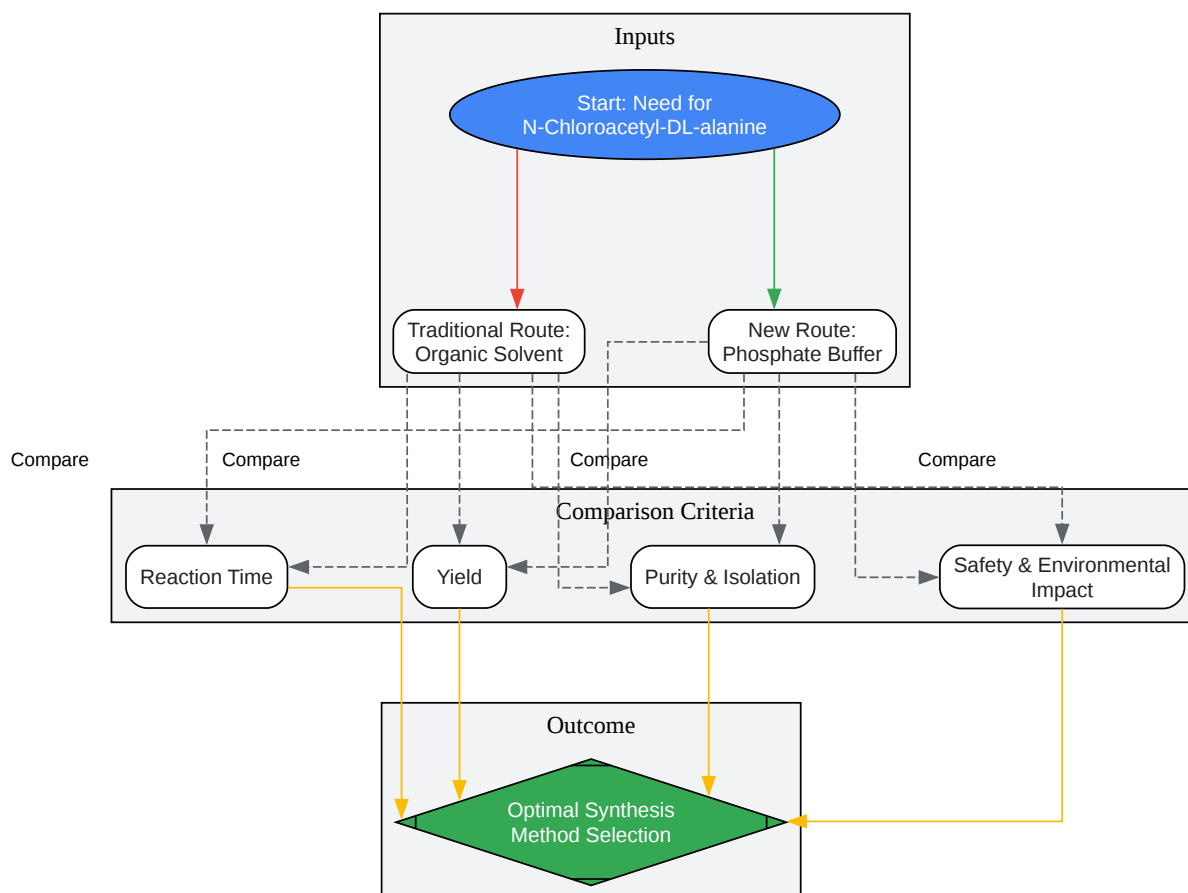 Inputs
Start: Need for
N-Chloroacetyl-DL-alanine
Traditional Route:
Organic Solvent
New Route:
Phosphate Buffer
Compare
Compare
Compare
Compare
Comparison Criteria
Reaction Time
Yield
Purity & Isolation
Safety & Environmental
Impact
Outcome
Optimal Synthesis
Method Selection